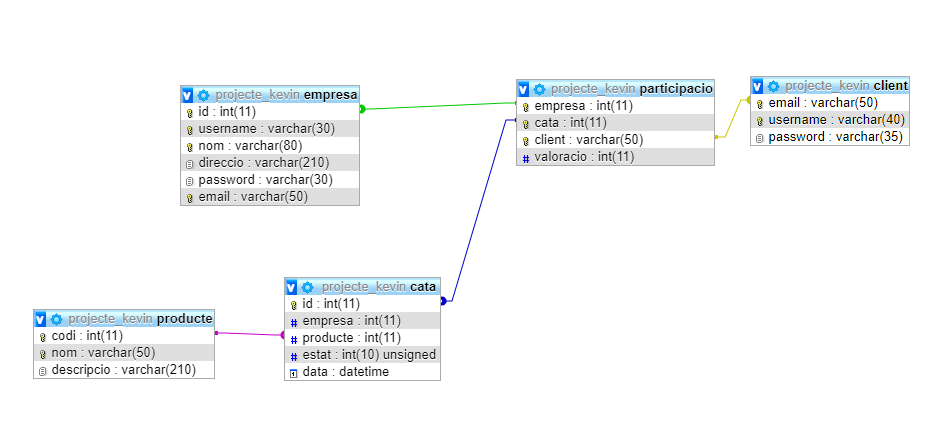 projecte_kevin empresa
id : int(11)
username : varchar(30)
nom : varchar(80)
direccio : varchar(210)
password : varchar(30)
email : varchar(50)
projecte_kevin participacio
empresa : int(11)
cata : int(11)
client : varchar(50)
valoracio : int(11)
projecte_kevin client
email : varchar(50)
username : varchar(40)
password : varchar(35)
projecte_kevin producte
codi : int(11)
nom : varchar(50)
descripcio : varchar(210)
projecte_kevin cata
id : int(11)
empresa : int(11)
producte : int(11)
estat : int(10) unsigned
data : datetime